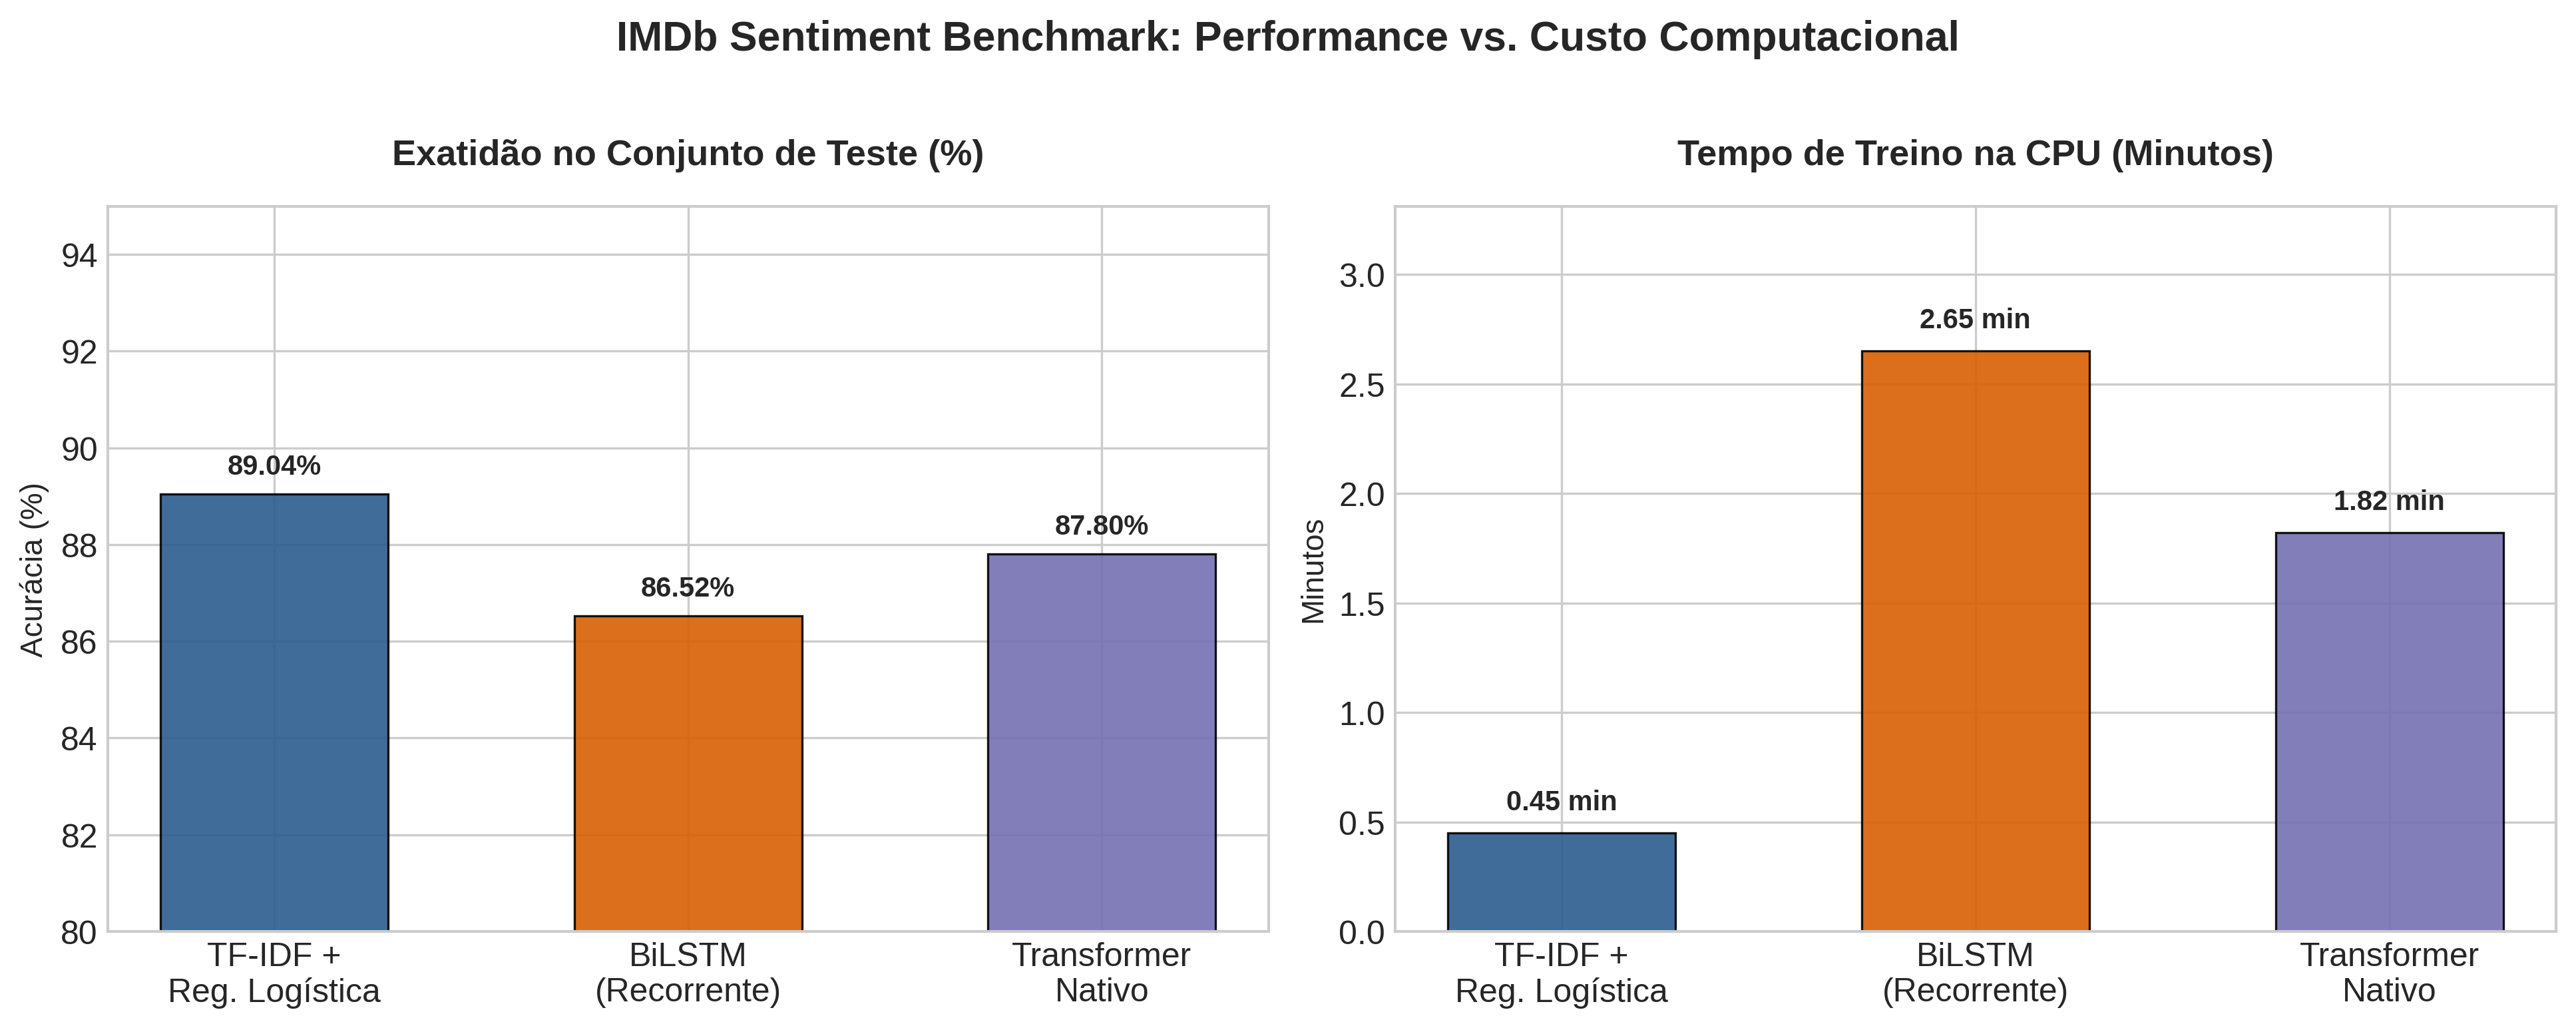 IMDb Sentiment Benchmark: Performance vs. Custo Computacional
Exatidão no Conjunto de Teste (%)
Acurácia (%)
94
92
90
88
86
84
82
80
89.04%
86.52%
87.80%
TF-IDF +
Reg. Logística
BiLSTM
(Recorrente)
Transformer
Nativo
Tempo de Treino na CPU (Minutos)
Minutos
3.0
2.5
2.0
1.5
1.0
0.5
0.0
0.45 min
2.65 min
1.82 min
TF-IDF +
Reg. Logística
BiLSTM
(Recorrente)
Transformer
Nativo